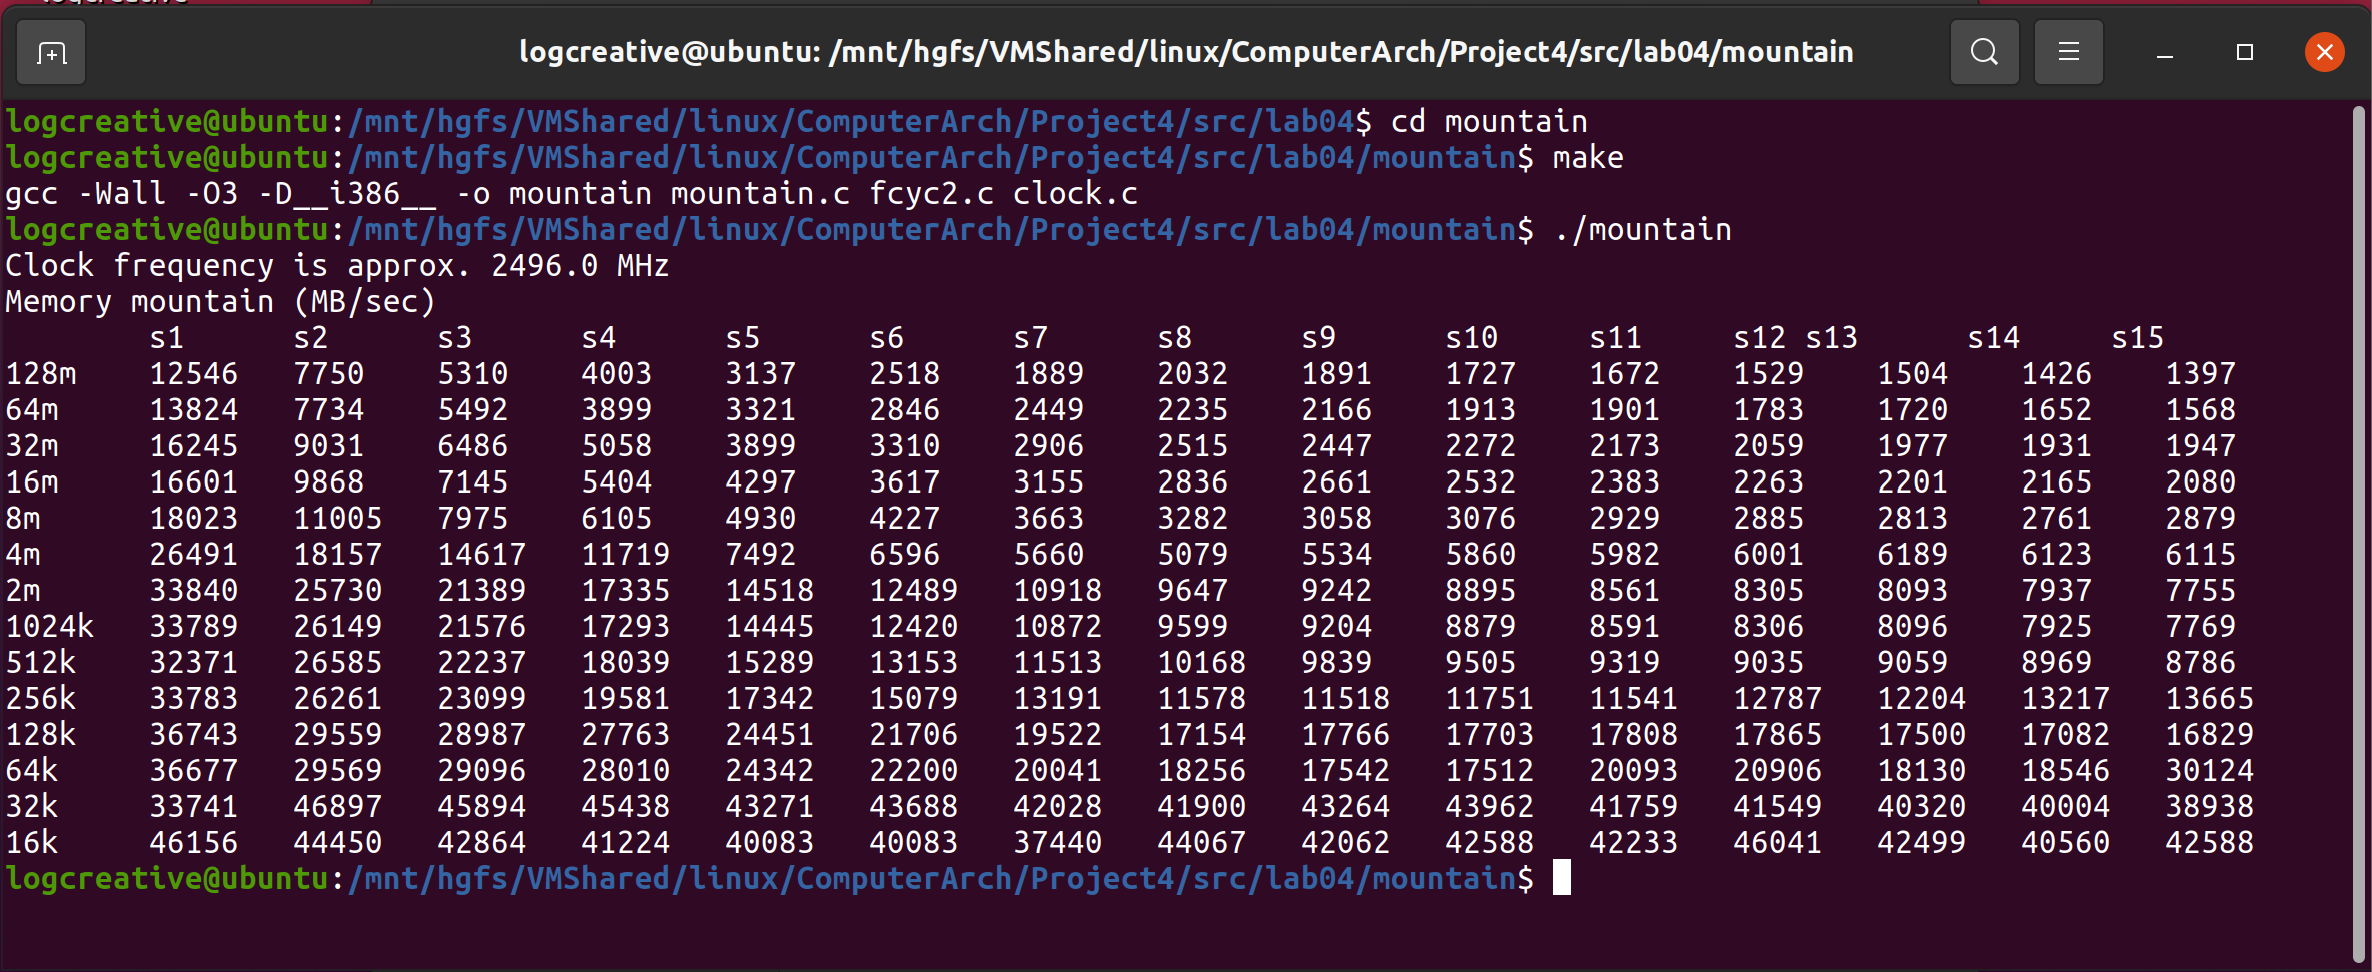 logcreative@ubuntu: /mnt/hgfs/VMShared/linux/ComputerArch/Project4/src/lab04/mountain
logcreative@ubuntu:/mnt/hgfs/VMShared/linux/ComputerArch/Project4/src/lab04$ cd mountain
logcreative@ubuntu:/mnt/hgfs/VMShared/linux/ComputerArch/Project4/src/lab04/mountain$ make
gcc -Wall -O3 -D__i386__ -o mountain mountain.c fcyc2.c clock.c
logcreative@ubuntu:/mnt/hgfs/VMShared/linux/ComputerArch/Project4/src/lab04/mountain$ ./mountain
Clock frequency is approx. 2496.0 MHz
Memory mountain (MB/sec)
s1 s2 s3 s4 s5 s6 s7 s8 s9 s10 s11 s12 s13 s14 s15
128m 12546 7750 5310 4003 3137 2518 1889 2032 1891 1727 1672 1529 1504 1426 1397
64m 13824 7734 5492 3899 3321 2846 2449 2235 2166 1913 1901 1783 1720 1652 1568
32m 16245 9031 6486 5058 3899 3310 2906 2515 2447 2272 2173 2059 1977 1931 1947
16m 16601 9868 7145 5404 4297 3617 3155 2836 2661 2532 2383 2263 2201 2165 2080
8m 18023 11005 7975 6105 4930 4227 3663 3282 3058 3076 2929 2885 2813 2761 2879
4m 26491 18157 14617 11719 7492 6596 5660 5079 5534 5860 5982 6001 6189 6123 6115
2m 33840 25730 21389 17335 14518 12489 10918 9647 9242 8895 8561 8305 8093 7937 7755
1024k 33789 26149 21576 17293 14445 12420 10872 9599 9204 8879 8591 8306 8096 7925 7769
512k 32371 26585 22237 18039 15289 13153 11513 10168 9839 9505 9319 9035 9059 8969 8786
256k 33783 26261 23099 19581 17342 15079 13191 11578 11518 11751 11541 12787 12204 13217 13665
128k 36743 29559 28987 27763 24451 21706 19522 17154 17766 17703 17808 17865 17500 17082 16829
64k 36677 29569 29096 28010 24342 22200 20041 18256 17542 17512 20093 20906 18130 18546 30124
32k 33741 46897 45894 45438 43271 43688 42028 41900 43264 43962 41759 41549 40320 40004 38938
16k 46156 44450 42864 41224 40083 40083 37440 44067 42062 42588 42233 46041 42499 40560 42588
logcreative@ubuntu:/mnt/hgfs/VMShared/linux/ComputerArch/Project4/src/lab04/mountain$